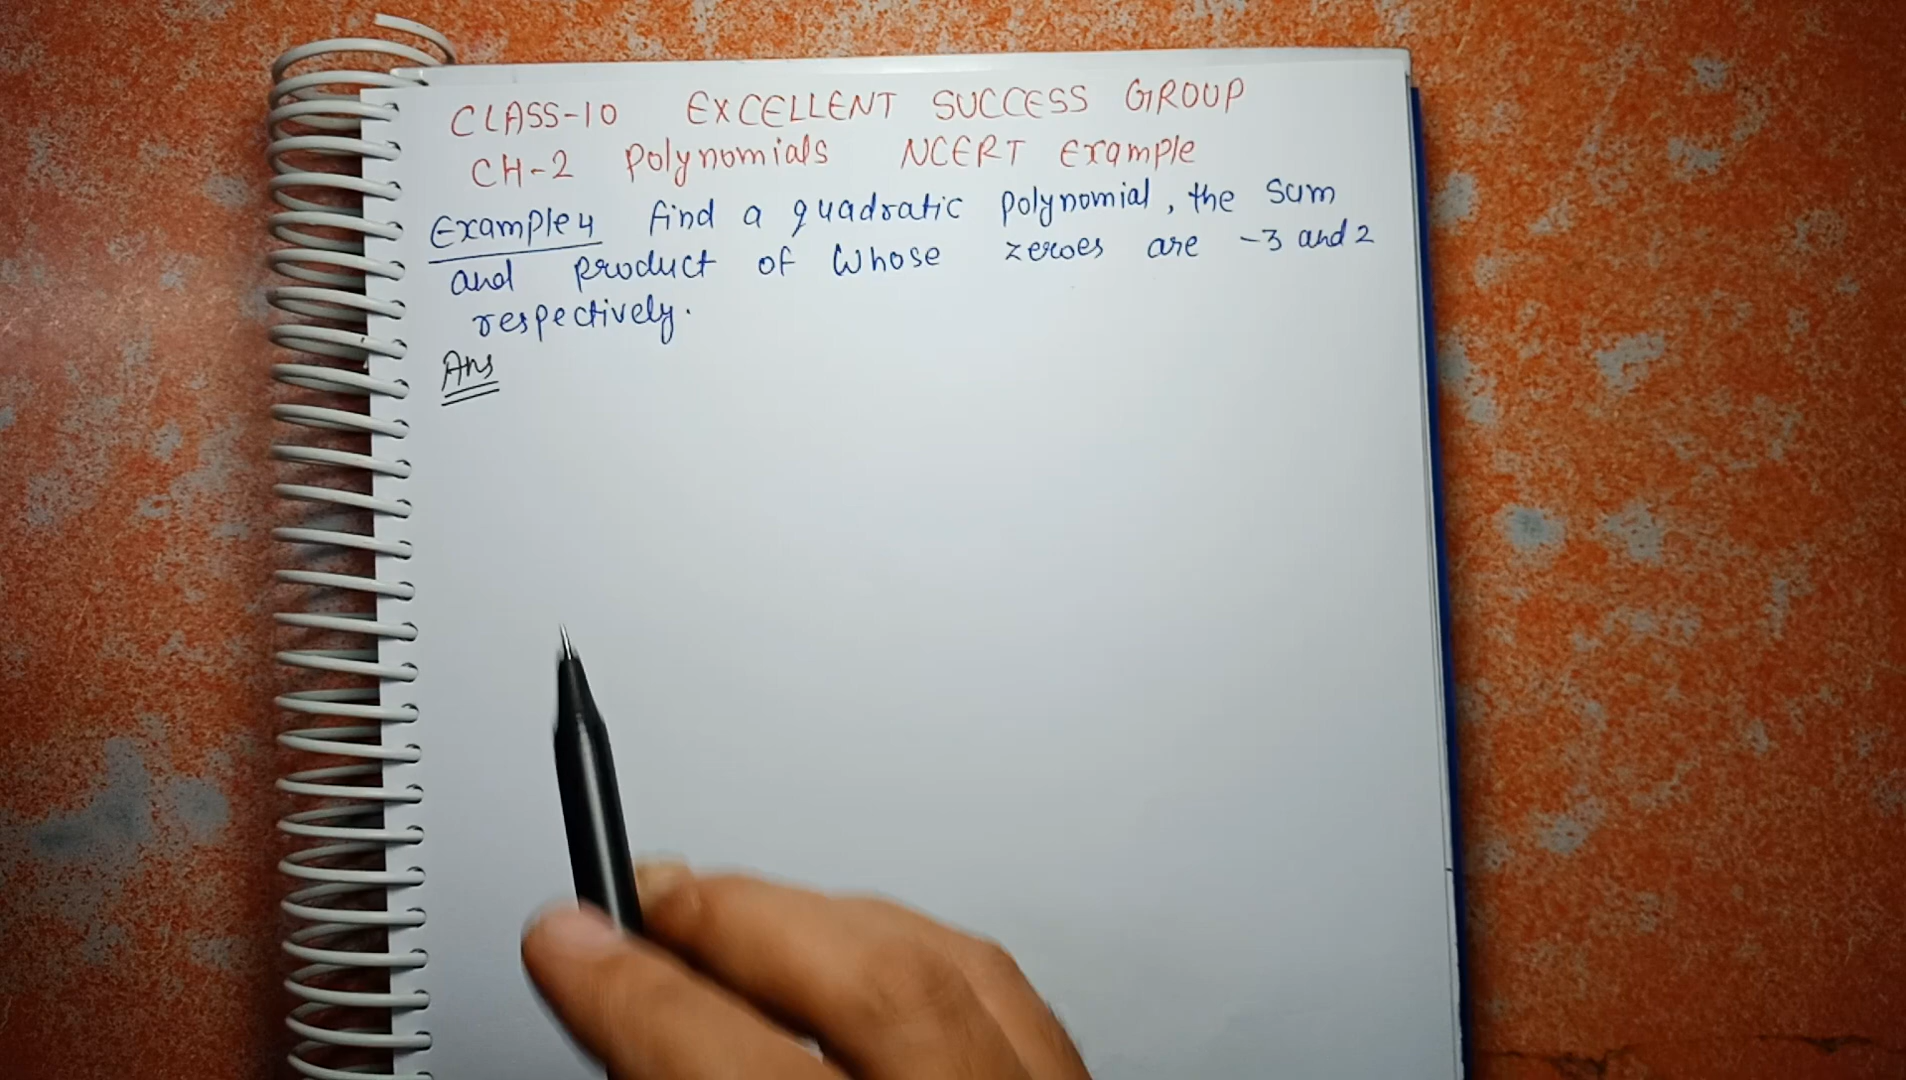 CLASS-10 EXCELLENT SUCCESS GROUP
CH-2 Polynomials NCERT Example
Example 4 find a quadratic polynomial, the sum
and product of whose zeroes are -3 and 2
respectively.
Ans